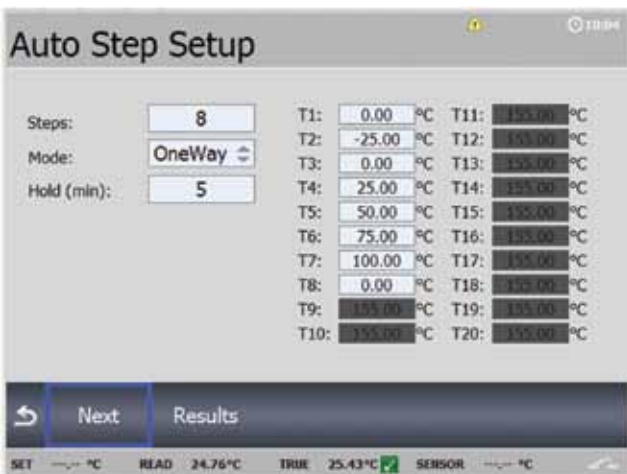 10:04
Auto Step Setup
Steps: 8
Mode: OneWay
Hold (min): 5
T1: 0.00 °C T11: 155.00 °C
T2: -25.00 °C T12: 155.00 °C
T3: 0.00 °C T13: 155.00 °C
T4: 25.00 °C T14: 155.00 °C
T5: 50.00 °C T15: 155.00 °C
T6: 75.00 °C T16: 155.00 °C
T7: 100.00 °C T17: 155.00 °C
T8: 0.00 °C T18: 155.00 °C
T9: 155.00 °C T19: 155.00 °C
T10: 155.00 °C T20: 155.00 °C
Next Results
SET ---.-- °C READ 24.76°C TRUE 25.43°C SENSOR ---.-- °C